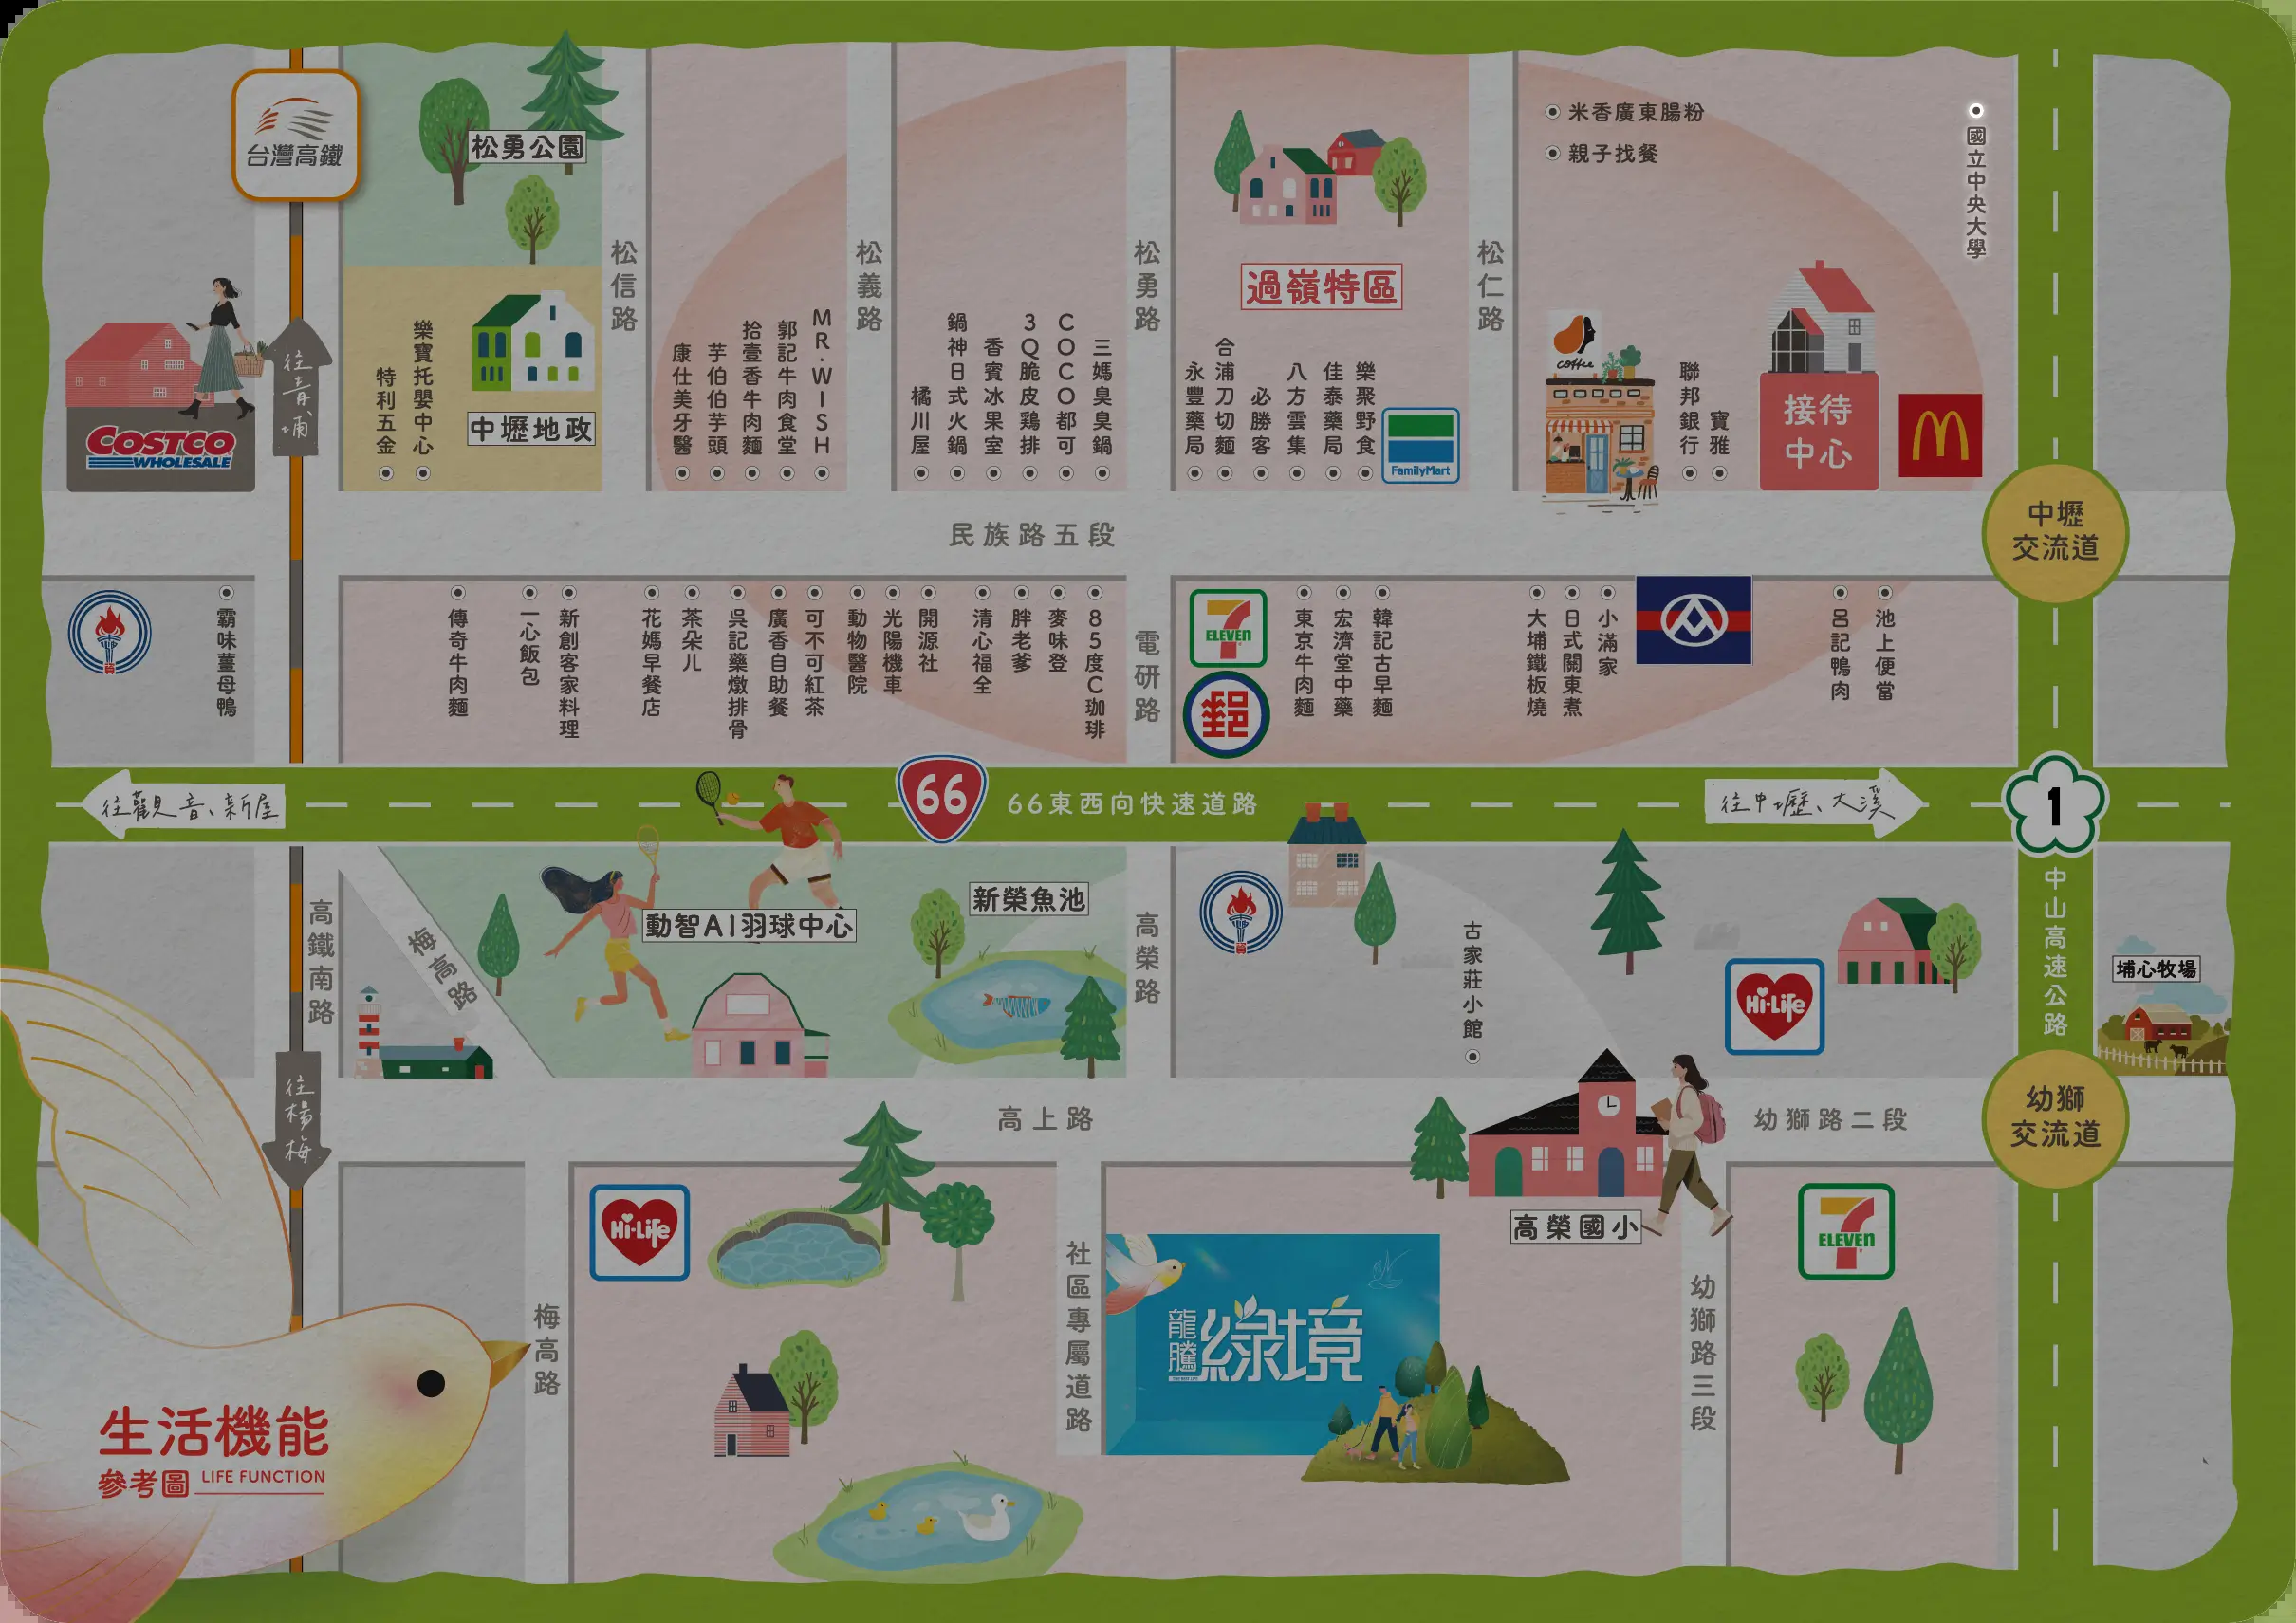 台灣高鐵
松勇公園
米香廣東腸粉
親子找餐
國立中央大學
松信路
松義路
松勇路
松仁路
過嶺特區
往青埔
COSTCO
WHOLESALE
特利五金
樂寶托嬰中心
中壢地政
康仕美牙醫
芋伯伯芋頭
拾壹香牛肉麵
郭記牛肉食堂
MR.WISH
橘川屋
鍋神日式火鍋
香賓冰果室
3Q脆皮鷄排
COCO都可
三媽臭臭鍋
永豐藥局
合浦刀切麵
必勝客
八方雲集
佳泰藥局
樂聚野食
FamilyMart
coffee
聯邦銀行
寶雅
接待
中心
民族路五段
中壢
交流道
霸味薑母鴨
傳奇牛肉麵
一心飯包
新創客家料理
花媽早餐店
茶朵儿
吳記藥燉排骨
廣香自助餐
可不可紅茶
動物醫院
光陽機車
開源社
清心福全
胖老爹
麥味登
85度C珈琲
電研路
7 ELEVEN
郵
東京牛肉麵
宏濟堂中藥
韓記古早麵
大埔鐵板燒
日式關東煮
小滿家
呂記鴨肉
池上便當
往觀音、新屋
66
66東西向快速道路
往中壢、大溪
1
中山高速公路
高鐵南路
梅高路
動智AI羽球中心
新榮魚池
高榮路
古家莊小館
Hi-Life
埔心牧場
往楊梅
高上路
幼獅路二段
幼獅
交流道
Hi-Life
高榮國小
7 ELEVEN
梅高路
社區專屬道路
龍騰
綠境
幼獅路三段
生活機能
參考圖 LIFE FUNCTION